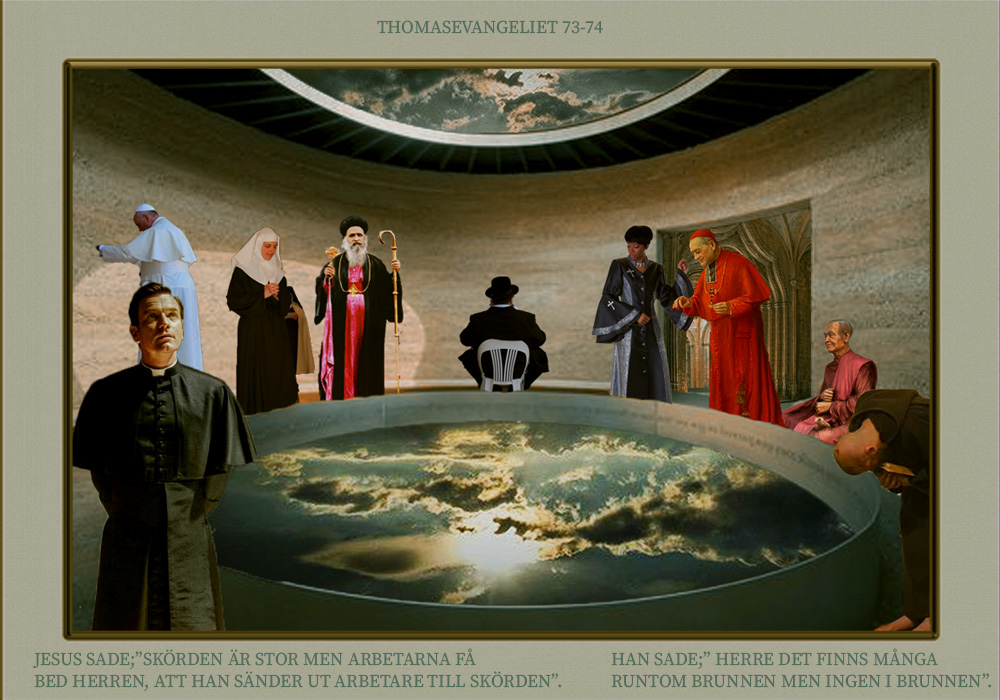 THOMASEVANGELIET 73-74
JESUS SADE;”SKÖRDEN ÄR STOR MEN ARBETARNA FÅ
BED HERREN, ATT HAN SÄNDER UT ARBETARE TILL SKÖRDEN”.
HAN SADE;” HERRE DET FINNS MÅNGA
RUNTOM BRUNNEN MEN INGEN I BRUNNEN”.